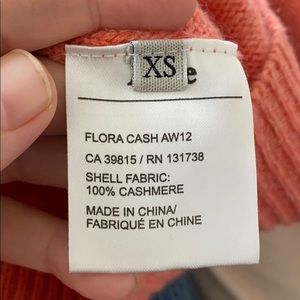 XS
FLORA CASH AW12
CA 39815 / RN 131738
SHELL FABRIC:
100% CASHMERE
MADE IN CHINA/
FABRIQUÉ EN CHINE